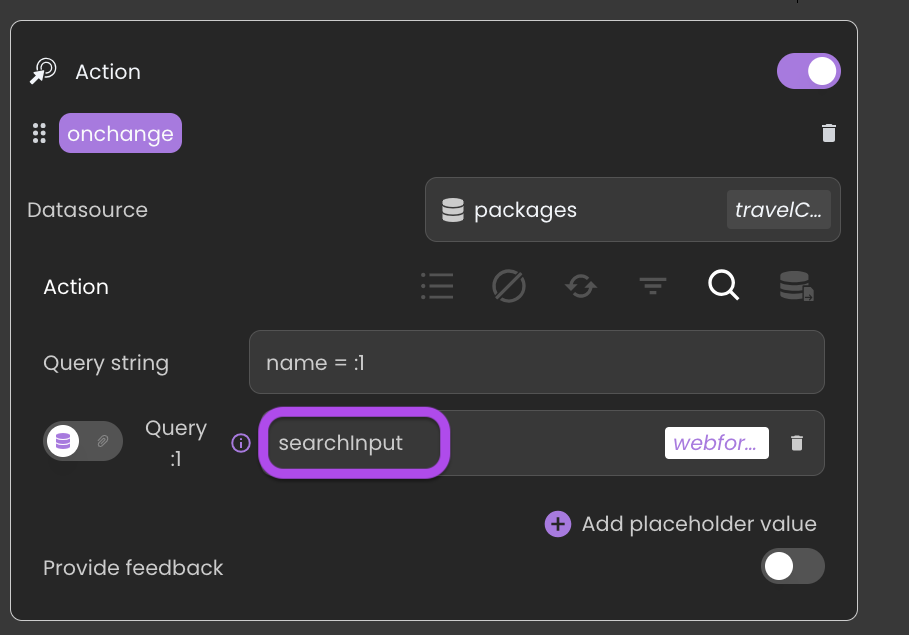 Action
onchange
Datasource
packages
travelC...
Action
Query string
name = :1
Query
:1
searchInput
webfor...
Add placeholder value
Provide feedback